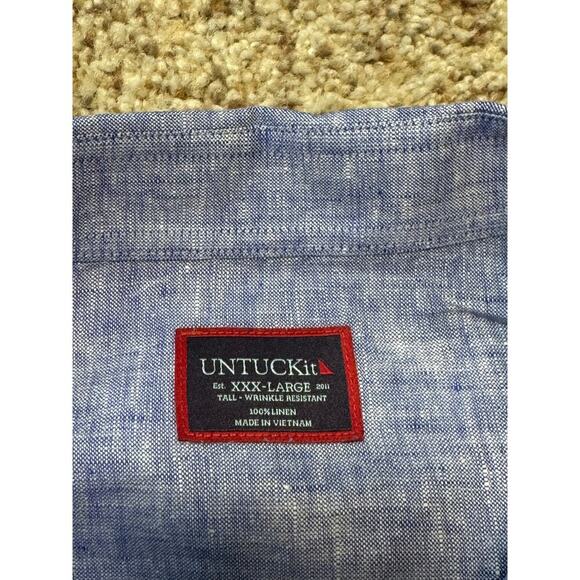 UNTUCKit
Est. XXX-LARGE 2011
TALL - WRINKLE RESISTANT
100% LINEN
MADE IN VIETNAM